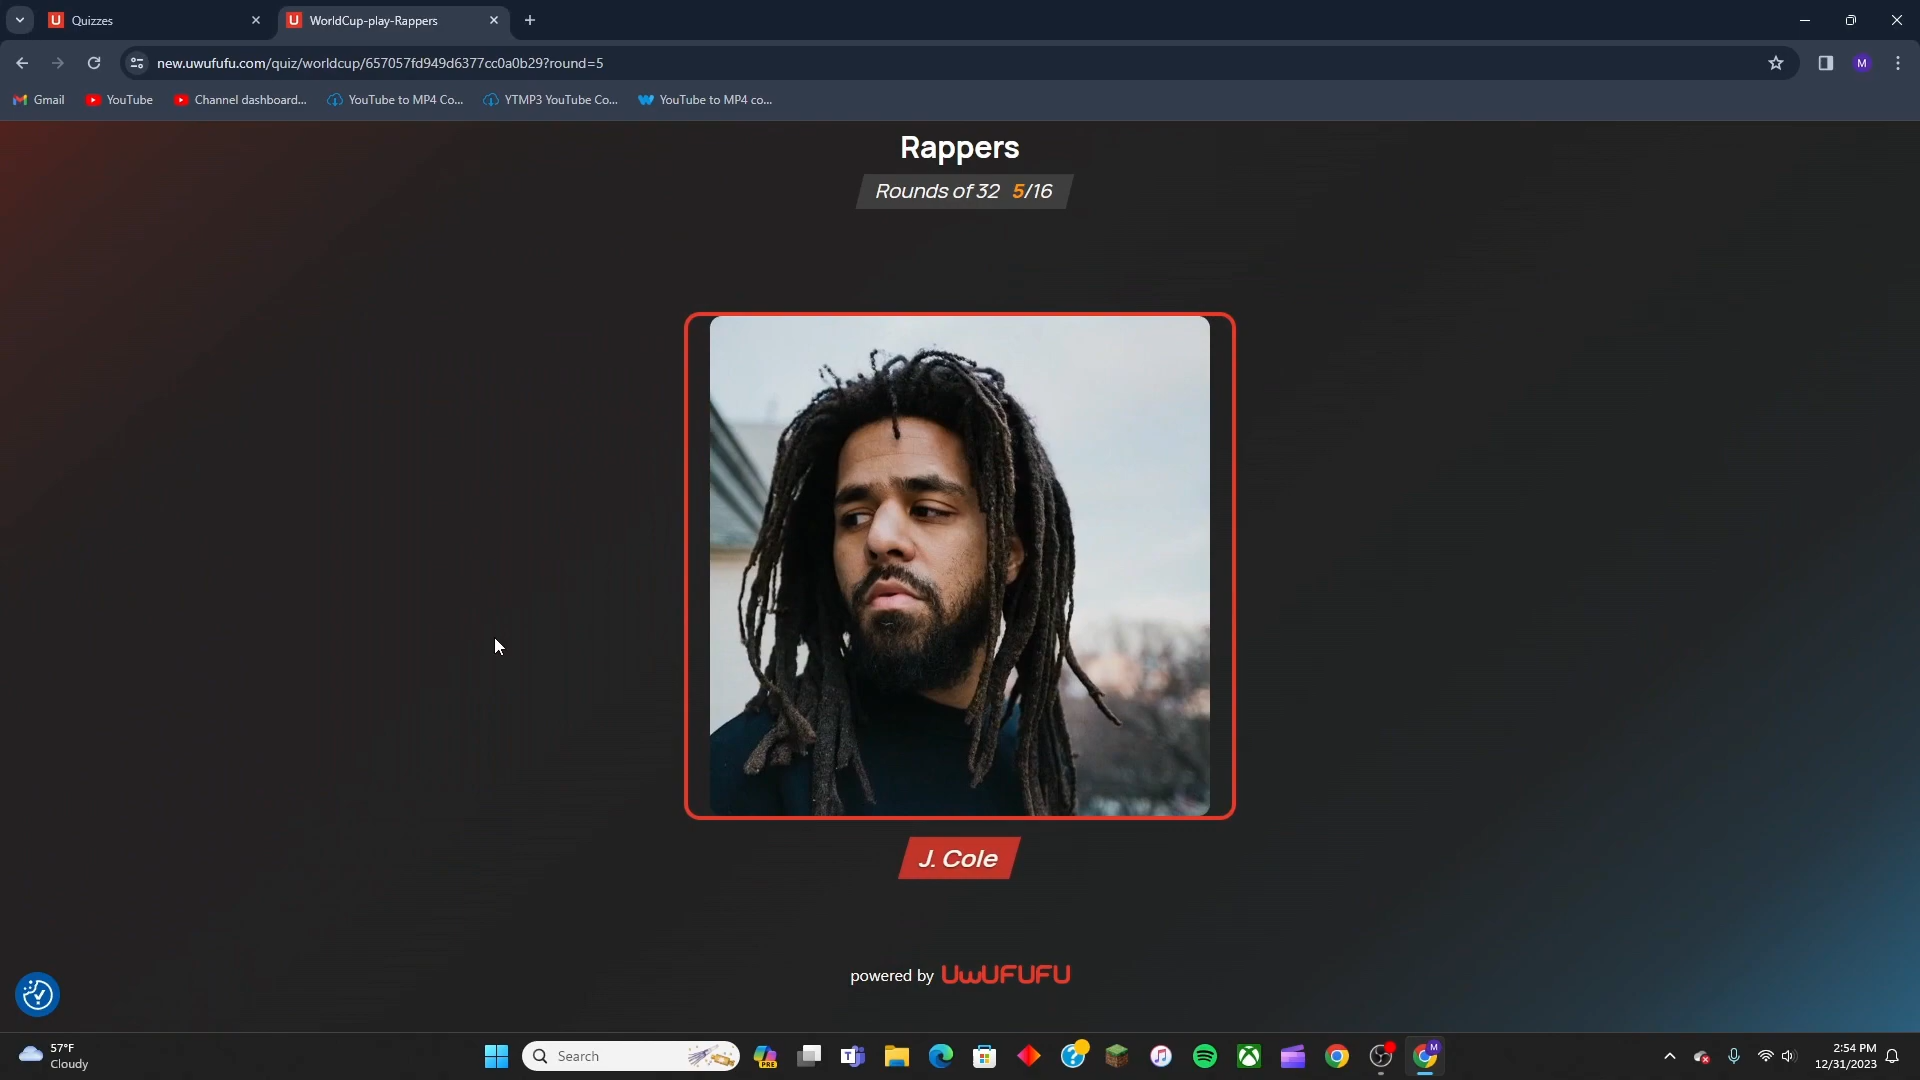 Quizzes
WorldCup-play-Rappers
new.uwufufu.com/quiz/worldcup/657057fd949d6377cc0a0b29?round=5
M
Gmail
YouTube
Channel dashboard...
YouTube to MP4 Co...
YTMP3 YouTube Co...
YouTube to MP4 co...
Rappers
Rounds of 32 5/16
J. Cole
powered by UwUFUFU
57°F
Cloudy
Search
PRE
M
2:54 PM
12/31/2023